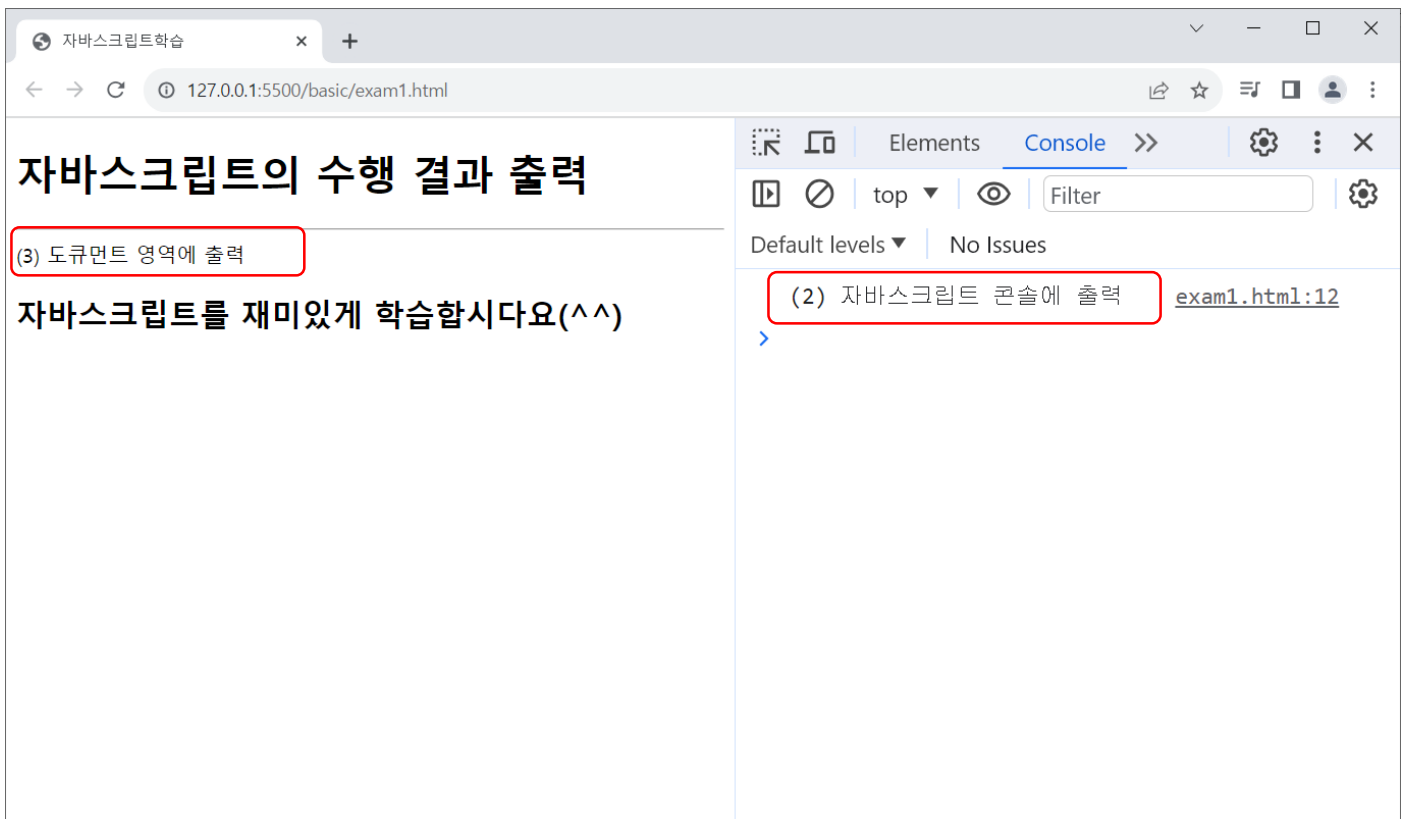 자바스크립트학습
127.0.0.1:5500/basic/exam1.html
자바스크립트의 수행 결과 출력
(3) 도큐먼트 영역에 출력
자바스크립트를 재미있게 학습합시다요(^^)
Elements Console
top Filter
Default levels No Issues
(2) 자바스크립트 콘솔에 출력 exam1.html:12